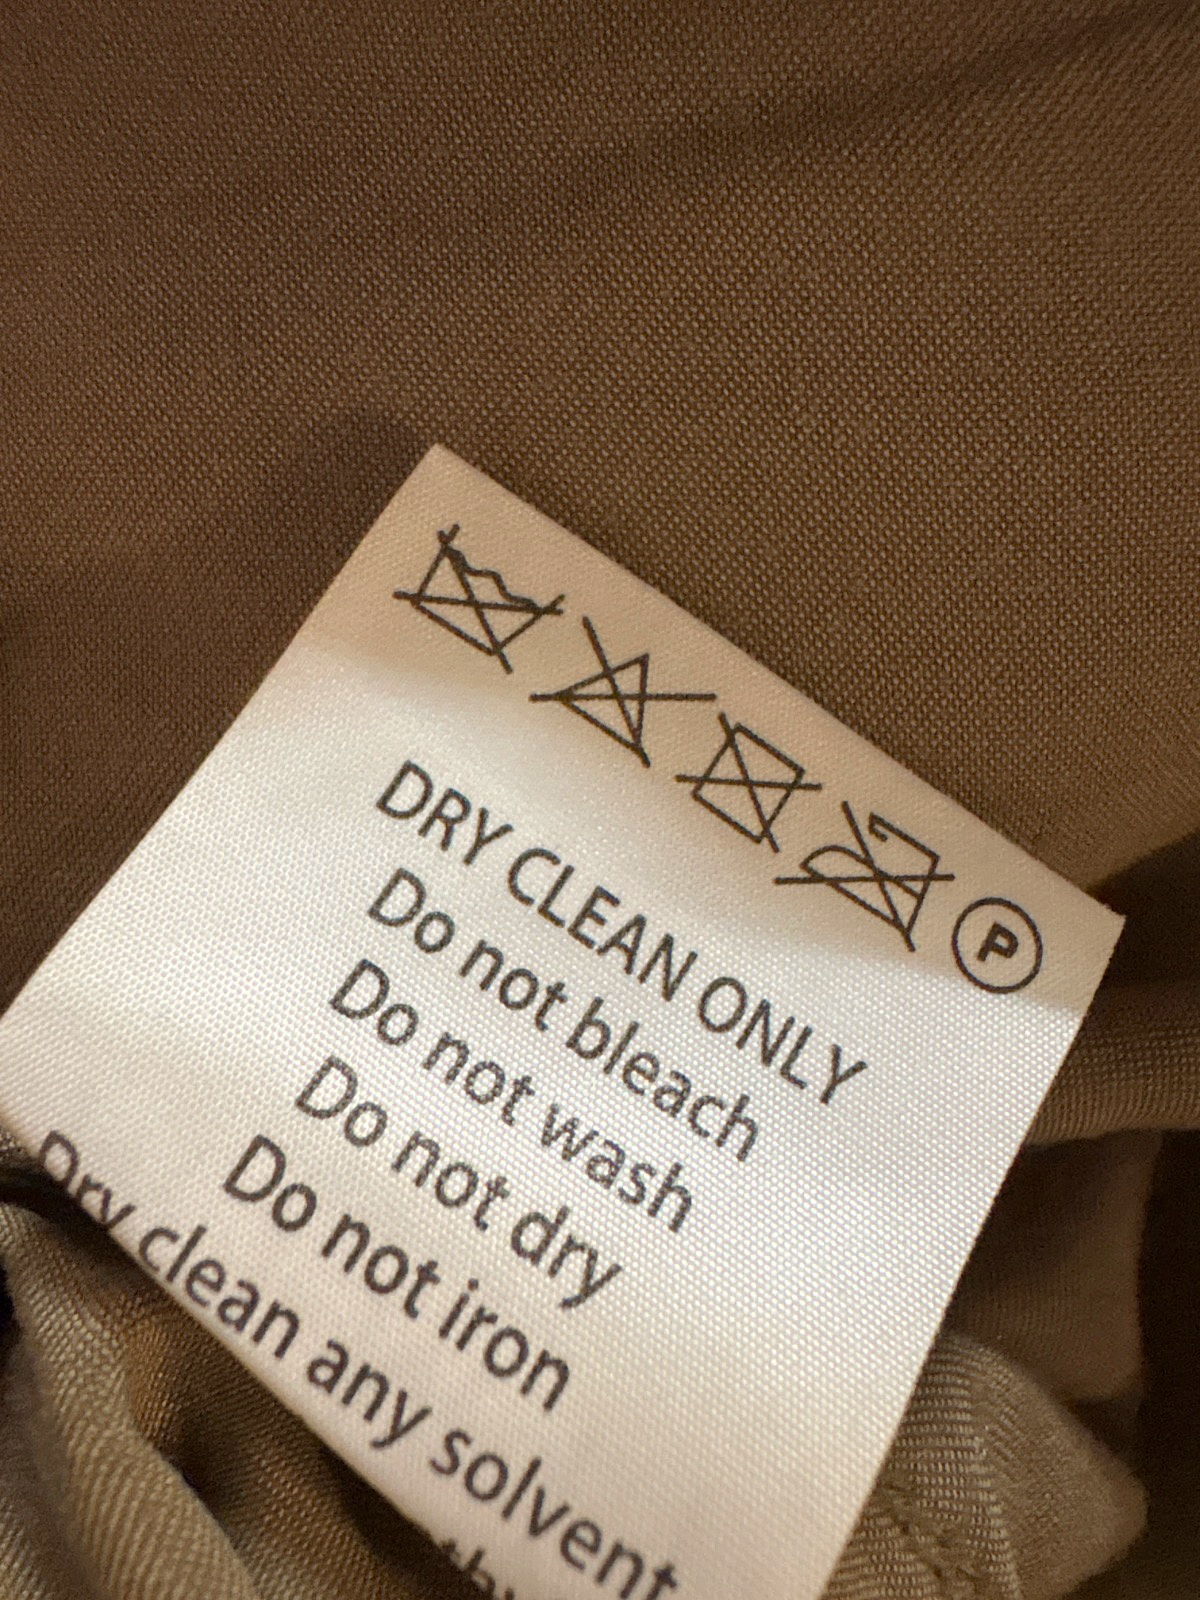 P
DRY CLEAN ONLY
Do not bleach
Do not wash
Do not dry
Do not iron
Dry clean any solvent